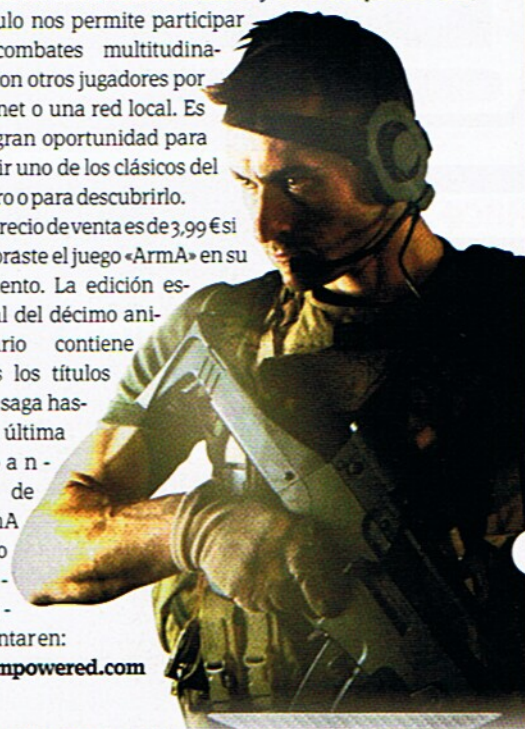 ulo nos permite participar
combates multitudina-
on otros jugadores por
net o una red local. Es
gran oportunidad para
ir uno de los clásicos del
ro o para descubrirlo.
recio de venta es de 3,99 € si
oraste el juego «ArmA» en su
ento. La edición es-
l del décimo ani-
rio contiene
s los títulos
saga has-
última
a n -
de
A
o
-
-
ntar en:
npowered.com